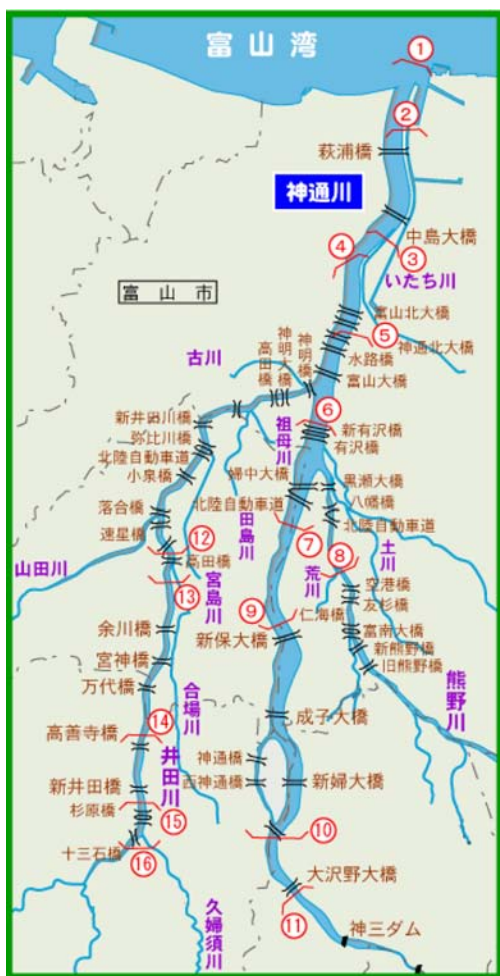 富山湾
①
②
萩浦橋
神通川
中島大橋
③
④
いたち川
富山市
富山北大橋
⑤
神通北大橋
水路橋
富山大橋
古川
高田橋
神明大橋
神明橋
⑥
新有沢橋
有沢橋
祖母川
新井田川橋
弥比川橋
北陸自動車道
小泉橋
婦中大橋
北陸自動車道
黒瀬大橋
八幡橋
北陸自動車道
田島川
⑦
土川
落合橋
速星橋
⑫
高田橋
山田川
⑬
宮島川
⑧
荒川
空港橋
友杉橋
⑨
仁海橋
富南大橋
新熊野橋
旧熊野橋
余川橋
新保大橋
宮神橋
万代橋
合場川
熊野川
成子大橋
⑭
高善寺橋
井田川
神通橋
西神通橋
新婦大橋
新井田橋
杉原橋
⑮
⑩
十三石橋
⑯
大沢野大橋
⑪
久婦須川
神三ダム